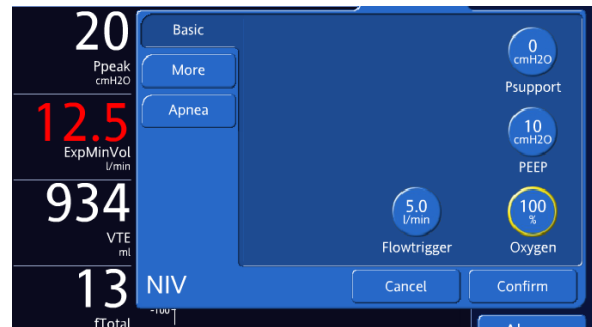 20
Ppeak
cmH2O
12.5
ExpMinVol
l/min
934
VTE
ml
13
fTotal
Basic
More
Apnea
0
cmH2O
Psupport
10
cmH2O
PEEP
5.0
l/min
Flowtrigger
100
%
Oxygen
NIV
Cancel
Confirm
-100